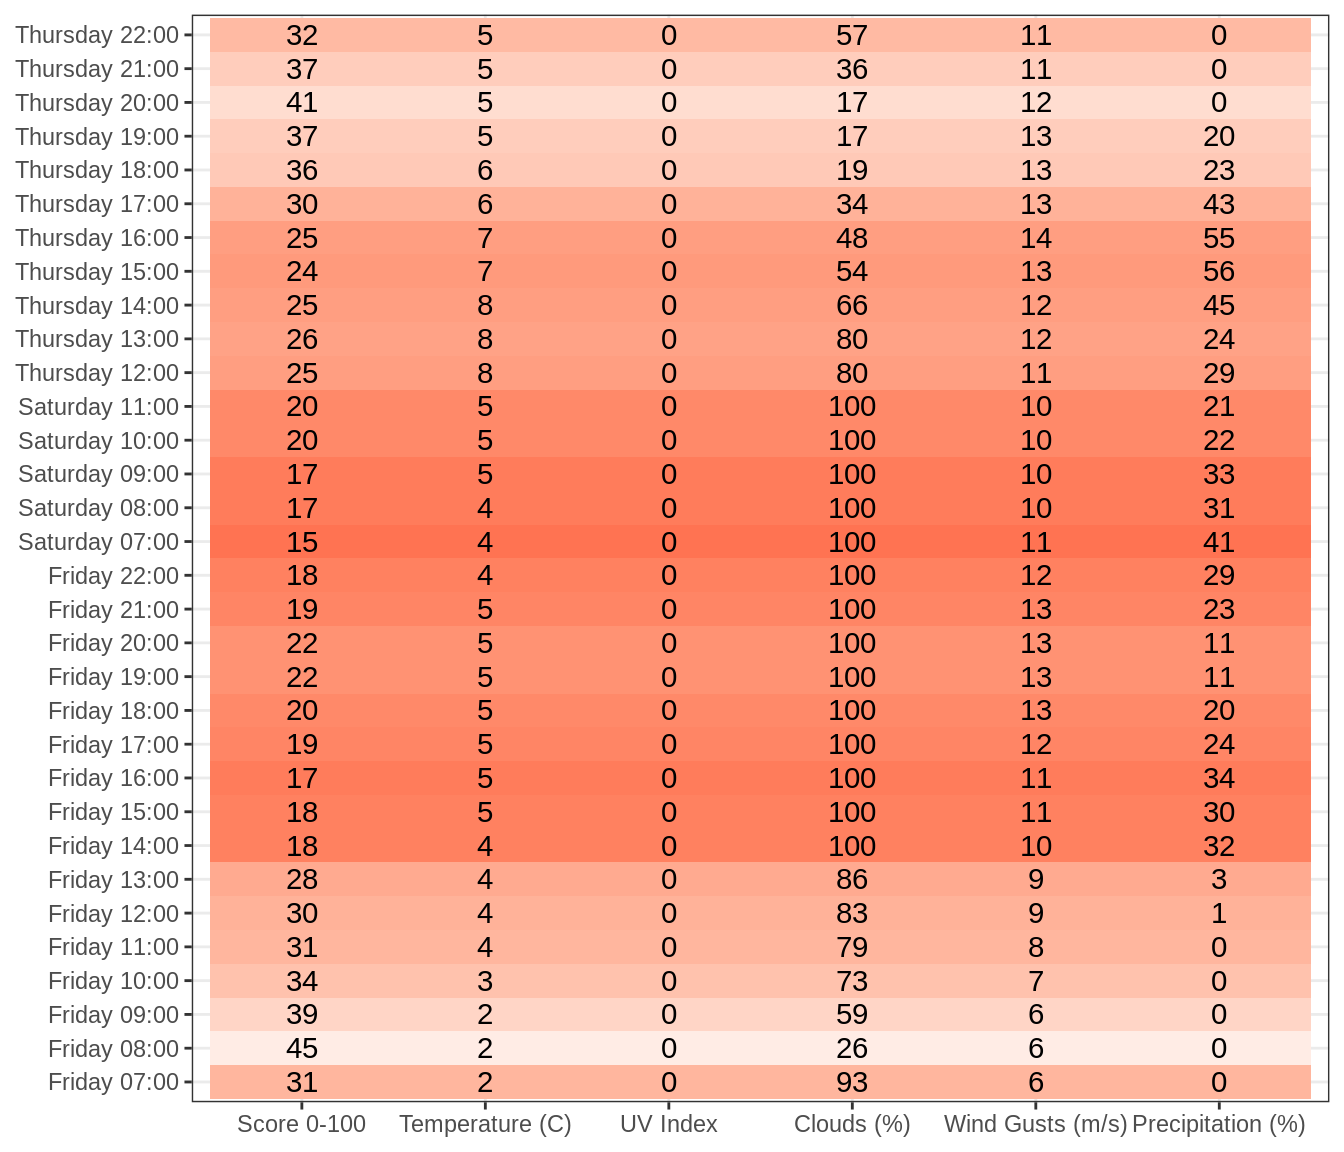 Thursday 22:00 32 5 0 57 11 0
Thursday 21:00 37 5 0 36 11 0
Thursday 20:00 41 5 0 17 12 0
Thursday 19:00 37 5 0 17 13 20
Thursday 18:00 36 6 0 19 13 23
Thursday 17:00 30 6 0 34 13 43
Thursday 16:00 25 7 0 48 14 55
Thursday 15:00 24 7 0 54 13 56
Thursday 14:00 25 8 0 66 12 45
Thursday 13:00 26 8 0 80 12 24
Thursday 12:00 25 8 0 80 11 29
Saturday 11:00 20 5 0 100 10 21
Saturday 10:00 20 5 0 100 10 22
Saturday 09:00 17 5 0 100 10 33
Saturday 08:00 17 4 0 100 10 31
Saturday 07:00 15 4 0 100 11 41
Friday 22:00 18 4 0 100 12 29
Friday 21:00 19 5 0 100 13 23
Friday 20:00 22 5 0 100 13 11
Friday 19:00 22 5 0 100 13 11
Friday 18:00 20 5 0 100 13 20
Friday 17:00 19 5 0 100 12 24
Friday 16:00 17 5 0 100 11 34
Friday 15:00 18 5 0 100 11 30
Friday 14:00 18 4 0 100 10 32
Friday 13:00 28 4 0 86 9 3
Friday 12:00 30 4 0 83 9 1
Friday 11:00 31 4 0 79 8 0
Friday 10:00 34 3 0 73 7 0
Friday 09:00 39 2 0 59 6 0
Friday 08:00 45 2 0 26 6 0
Friday 07:00 31 2 0 93 6 0
Score 0-100 Temperature (C) UV Index Clouds (%) Wind Gusts (m/s) Precipitation (%)